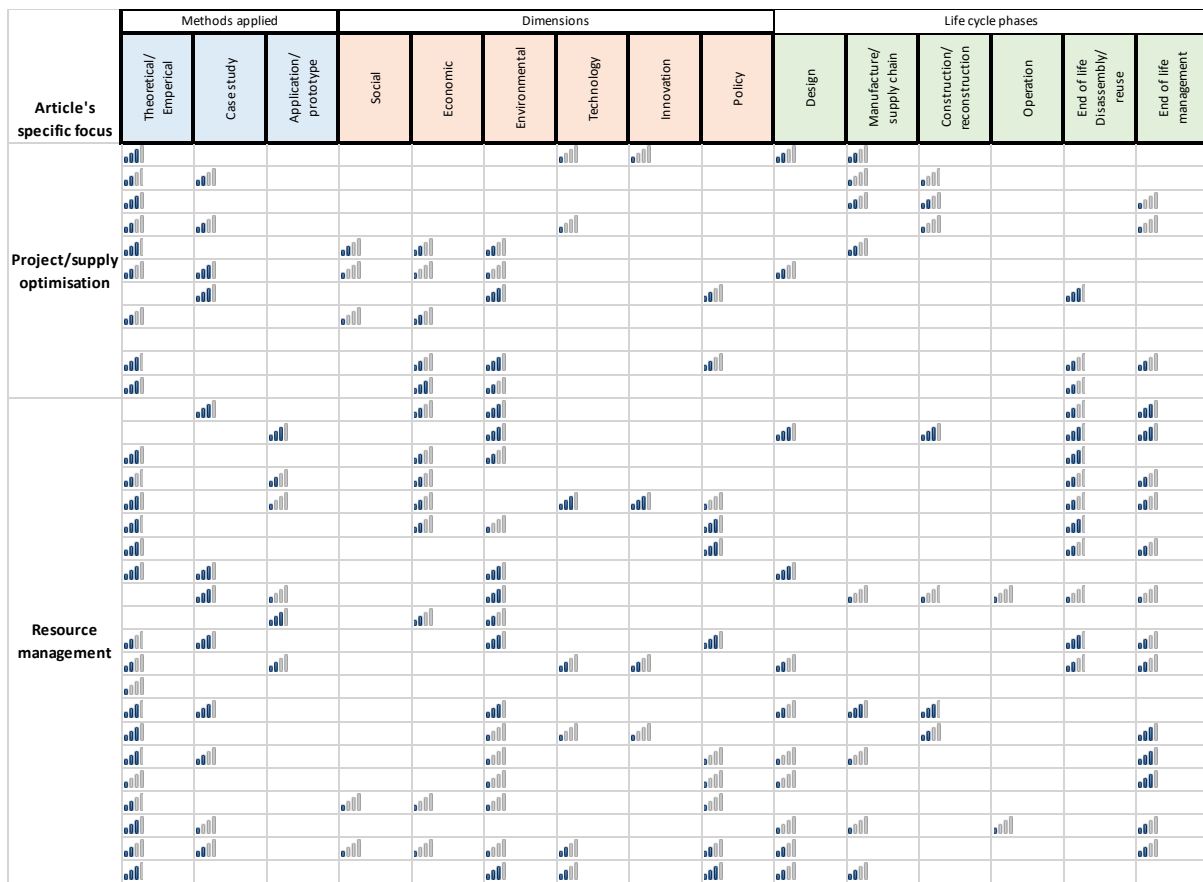 Methods applied
Dimensions
Life cycle phases
Article's
specific focus
Theoretical/
Emperical
Case study
Application/
prototype
Social
Economic
Environmental
Technology
Innovation
Policy
Design
Manufacture/
supply chain
Construction/
reconstruction
Operation
End of life
Disassembly/
reuse
End of life
management
Project/supply
optimisation
Resource
management